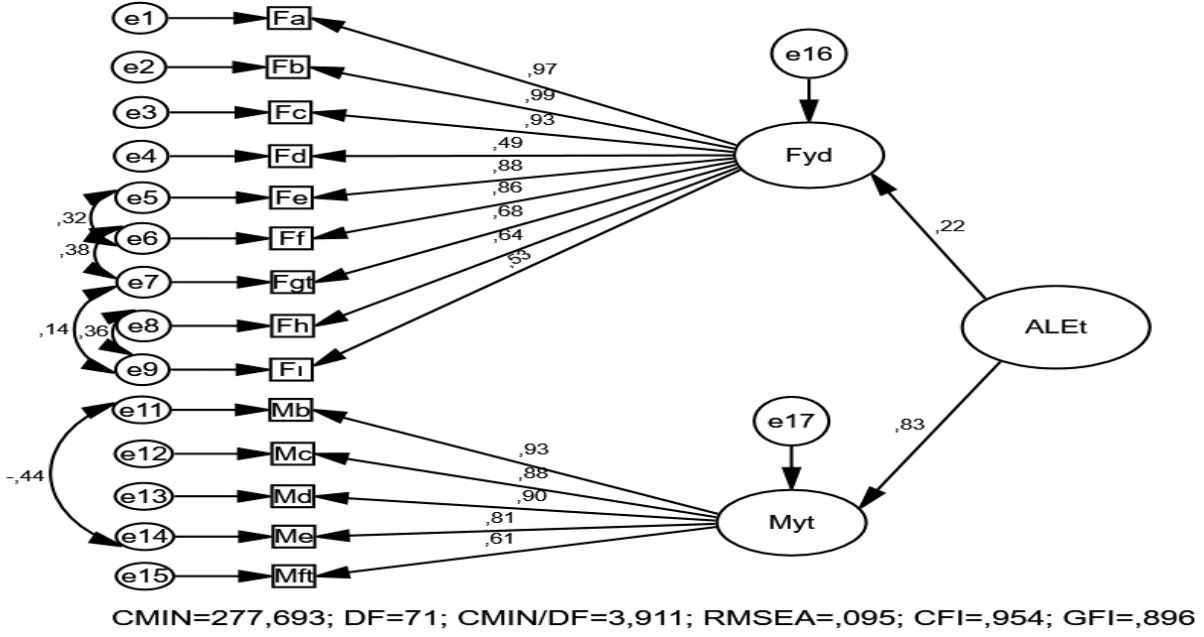 e1 Fa
e2 Fb
e3 Fc
e4 Fd
e5 Fe
e6 Ff
e7 Fgt
e8 Fh
e9 Fı
e11 Mb
e12 Mc
e13 Md
e14 Me
e15 Mft
,32
,38
,14 ,36
-,44
,97
,99
,93
,49
,88
,86
,68
,64
,53
,93
,88
,90
,81
,61
e16
Fyd
,22
ALEt
,83
e17
Myt
CMIN=277,693; DF=71; CMIN/DF=3,911; RMSEA=,095; CFI=,954; GFI=,896